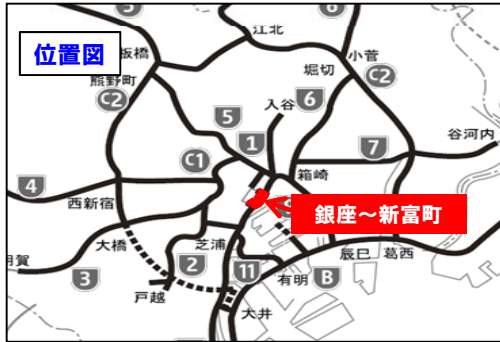 5
6
江北
位置図
板橋
小菅
堀切
C2
熊野町
C2
入谷
6
5
谷河内
1
7
C1
箱崎
4
西新宿
銀座~新富町
大橋
芝浦
辰巳
葛西
3
2
11
有明
B
戸越
大井